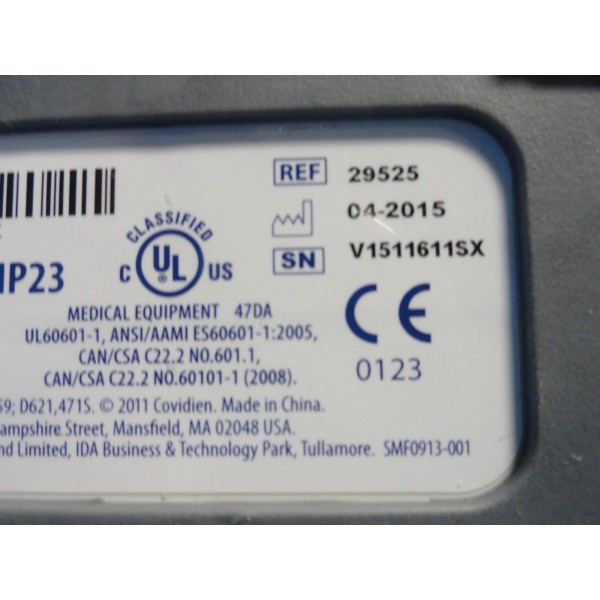 REF 29525
04-2015
SN V1511611SX
CLASSIFIED
C UL US
IP23
MEDICAL EQUIPMENT 47DA
UL60601-1, ANSI/AAMI ES60601-1:2005,
CAN/CSA C22.2 NO.601.1,
CAN/CSA C22.2 NO.60101-1 (2008).
CE
0123
59; D621,471S. © 2011 Covidien. Made in China.
mpshire Street, Mansfield, MA 02048 USA.
nd Limited, IDA Business & Technology Park, Tullamore. SMF0913-001